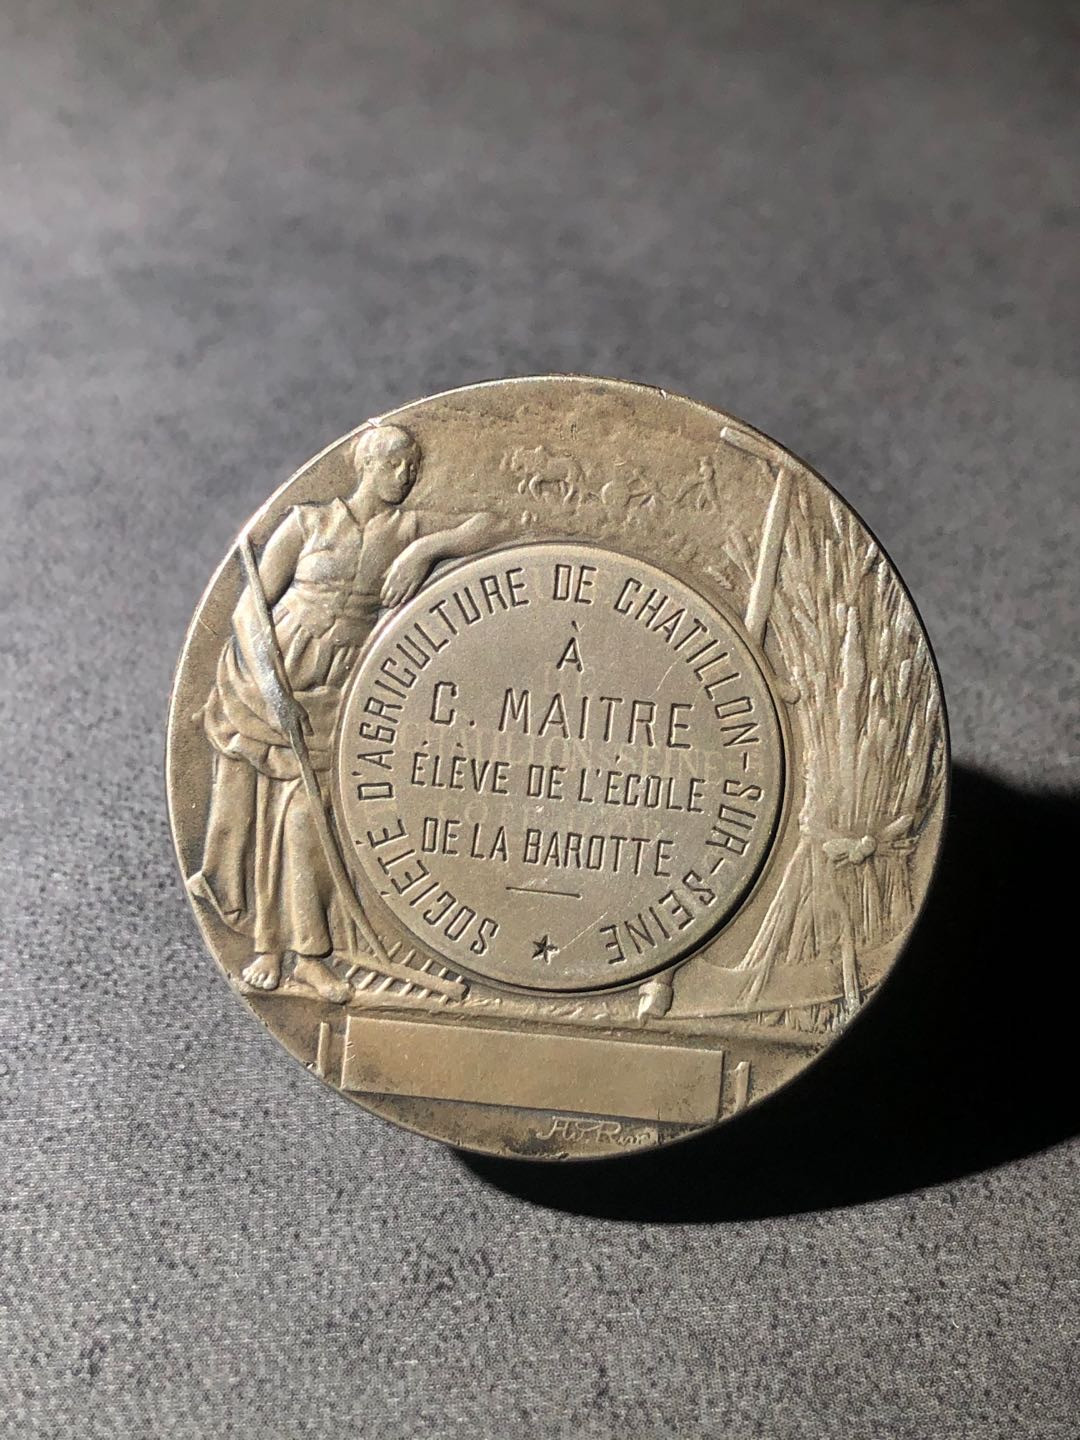 SOCIÉTÉ D'AGRICULTURE DE CHATILLON-SUR-SEINE
À
C. MAITRE
ÉLÈVE DE L'ÉCOLE
DE LA BAROTTE